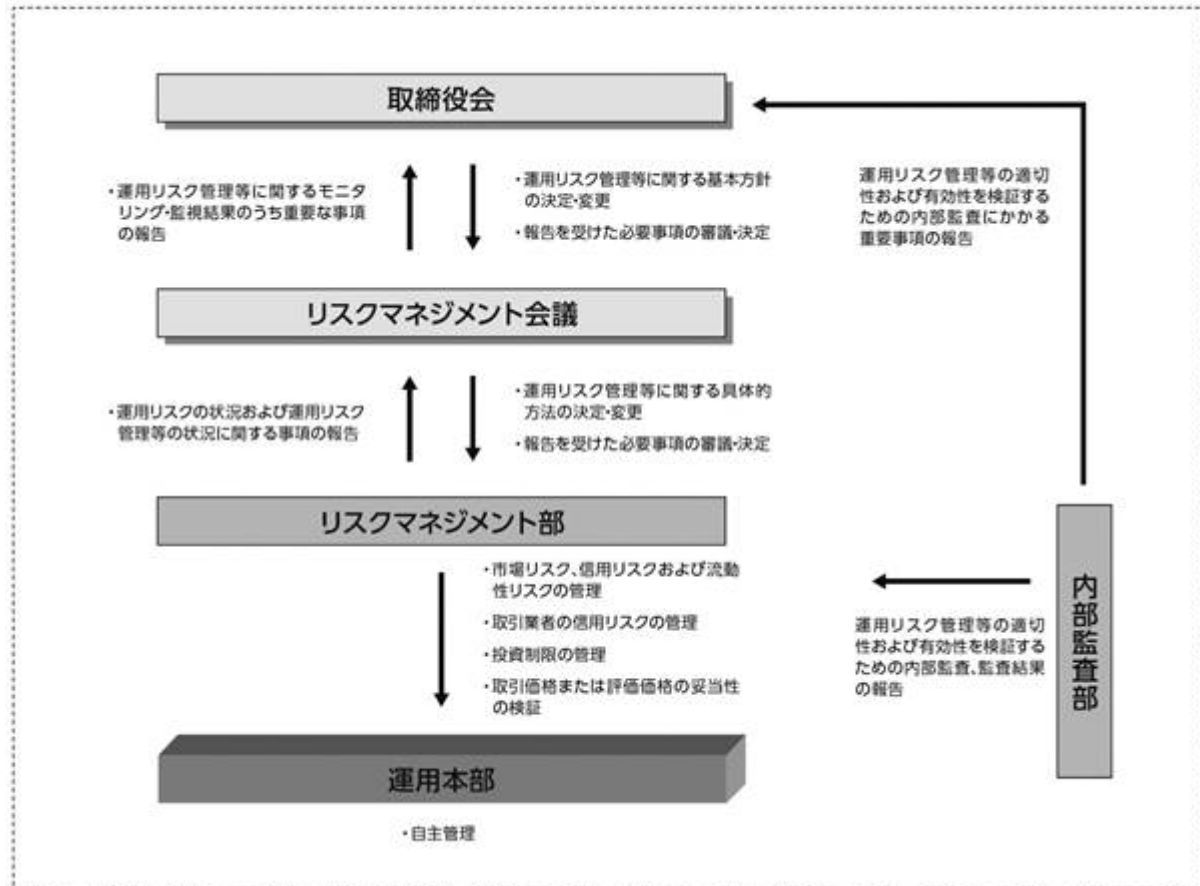 取締役会
・運用リスク管理等に関するモニタ
リング・監視結果のうち重要な事項
の報告
・運用リスク管理等に関する基本方針
の決定・変更
・報告を受けた必要事項の審議・決定
運用リスク管理等の適切
性および有効性を検証する
ための内部監査にかかる
重要事項の報告
リスクマネジメント会議
・運用リスクの状況および運用リスク
管理等の状況に関する事項の報告
・運用リスク管理等に関する具体的
方法の決定・変更
・報告を受けた必要事項の審議・決定
リスクマネジメント部
・市場リスク、信用リスクおよび流動
性リスクの管理
・取引業者の信用リスクの管理
・投資制限の管理
・取引価格または評価価格の妥当性
の検証
運用リスク管理等の適切
性および有効性を検証する
ための内部監査、監査結果
の報告
内部監査部
運用本部
・自主管理